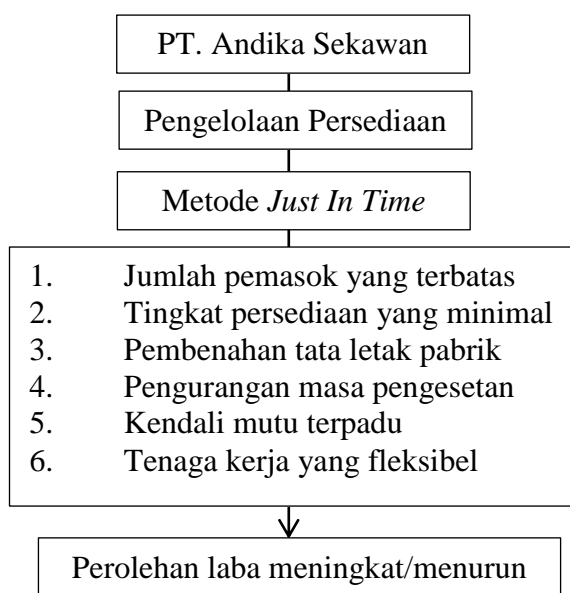 PT. Andika Sekawan
Pengelolaan Persediaan
Metode Just In Time
1. Jumlah pemasok yang terbatas
2. Tingkat persediaan yang minimal
3. Pembenahan tata letak pabrik
4. Pengurangan masa pengesetan
5. Kendali mutu terpadu
6. Tenaga kerja yang fleksibel
Perolehan laba meningkat/menurun